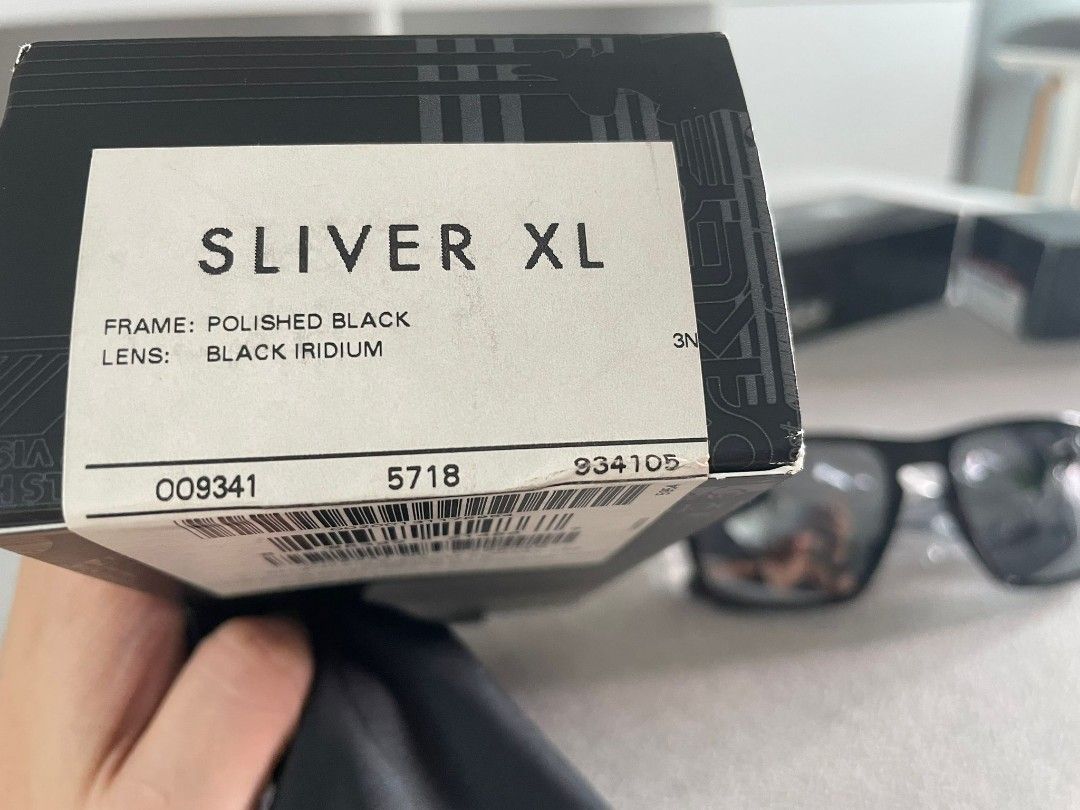 SLIVER XL
FRAME: POLISHED BLACK
LENS: BLACK IRIDIUM
3N
009341 5718 934105